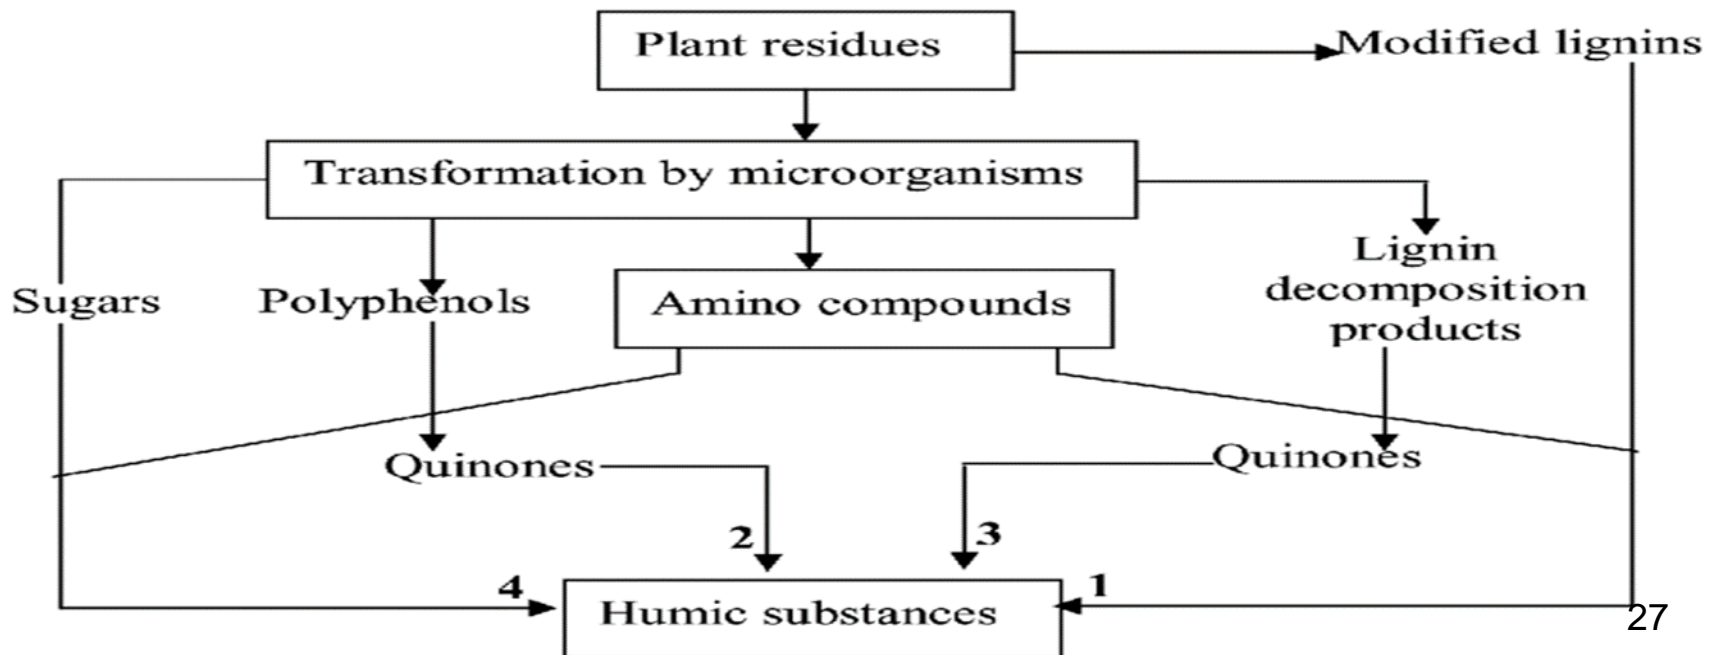 Plant residues
Modified lignins
Transformation by microorganisms
Sugars
Polyphenols
Amino compounds
Lignin
decomposition
products
Quinones
Quinones
2
3
4
1
Humic substances
27